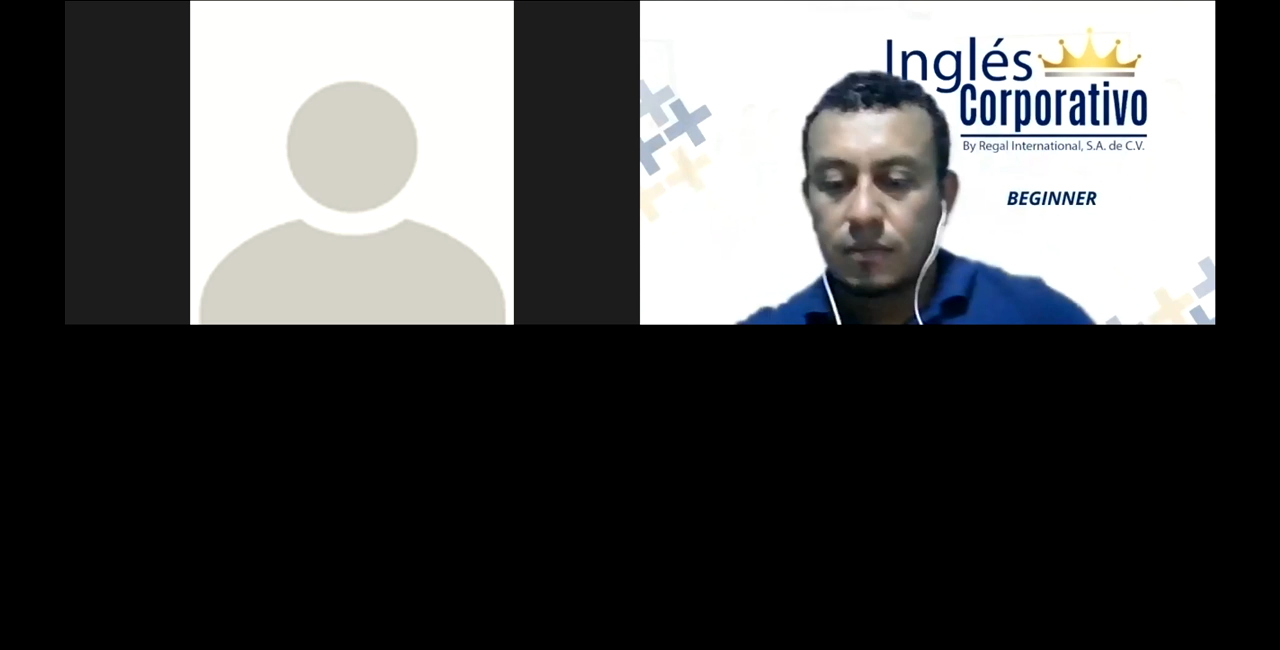 Inglés
Corporativo
By Regal International, S.A. de C.V.
BEGINNER